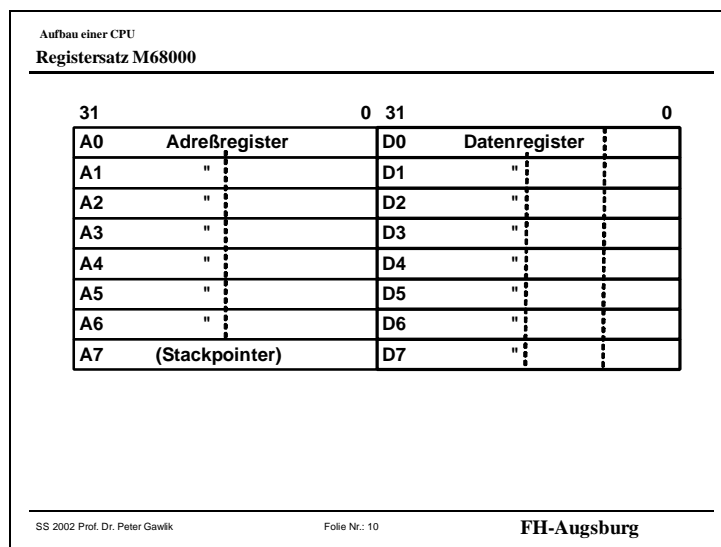 Aufbau einer CPU
Registersatz M68000
31 0 31 0
A0 Adreßregister D0 Datenregister
A1 " D1 "
A2 " D2 "
A3 " D3 "
A4 " D4 "
A5 " D5 "
A6 " D6 "
A7 (Stackpointer) D7 "
SS 2002 Prof. Dr. Peter Gawlik Folie Nr.: 10 FH-Augsburg